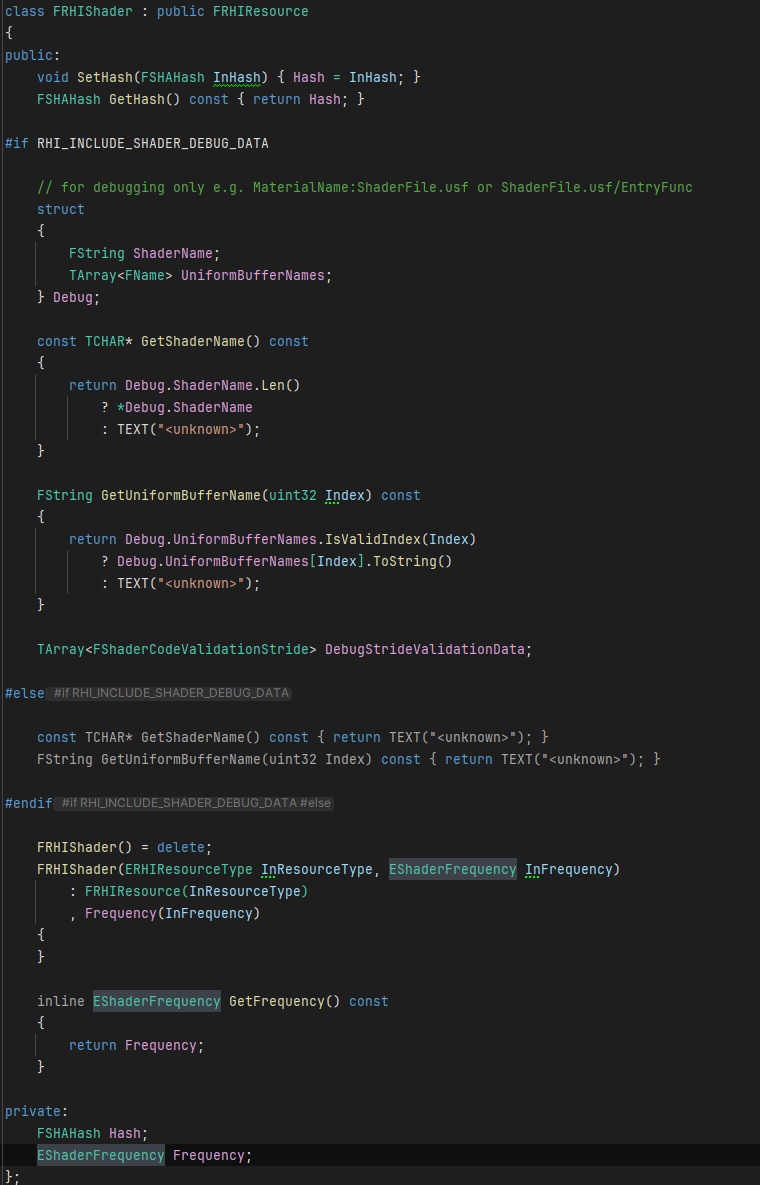 class FRHIShader : public FRHIResource
{
public:
    void SetHash(FSHAHash InHash) { Hash = InHash; }
    FSHAHash GetHash() const { return Hash; }

#if RHI_INCLUDE_SHADER_DEBUG_DATA

    // for debugging only e.g. MaterialName:ShaderFile.usf or ShaderFile.usf/EntryFunc
    struct
    {
        FString ShaderName;
        TArray<FName> UniformBufferNames;
    } Debug;

    const TCHAR* GetShaderName() const
    {
        return Debug.ShaderName.Len()
            ? *Debug.ShaderName
            : TEXT("<unknown>");
    }

    FString GetUniformBufferName(uint32 Index) const
    {
        return Debug.UniformBufferNames.IsValidIndex(Index)
            ? Debug.UniformBufferNames[Index].ToString()
            : TEXT("<unknown>");
    }

    TArray<FShaderCodeValidationStride> DebugStrideValidationData;

#else #if RHI_INCLUDE_SHADER_DEBUG_DATA

    const TCHAR* GetShaderName() const { return TEXT("<unknown>"); }
    FString GetUniformBufferName(uint32 Index) const { return TEXT("<unknown>"); }

#endif #if RHI_INCLUDE_SHADER_DEBUG_DATA #else

    FRHIShader() = delete;
    FRHIShader(ERHIResourceType InResourceType, EShaderFrequency InFrequency)
        : FRHIResource(InResourceType)
        , Frequency(InFrequency)
    {
    }

    inline EShaderFrequency GetFrequency() const
    {
        return Frequency;
    }

private:
    FSHAHash Hash;
    EShaderFrequency Frequency;
};